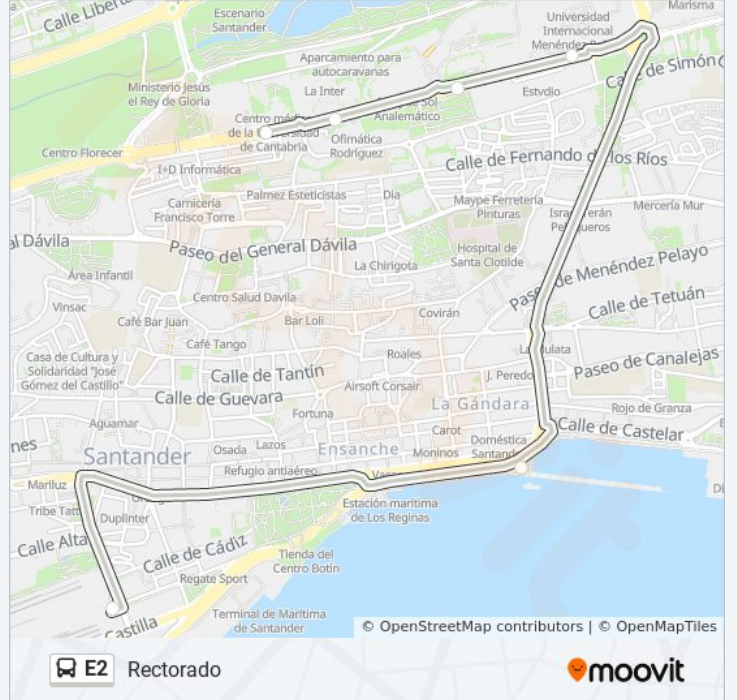 Marisma
Calle Liberta
Escenario
Santander
Universidad
Internacional
Menéndez
Aparcamiento para
autocaravanas
Calle de Simón
Ministerio Jesús
el Rey de Gloria
La Inter
Estvdio
de Sol
Analemático
Centro
de la
de Cantabria
Ofimática
Rodríguez
Centro Florecer
Calle de Fernando de los Ríos
I+D Informática
Palmez Esteticistas
Dia
Carnicería
Francisco Torre
Maype Ferretería
Pinturas
Mercería Mur
al Dávila
Paseo del General Dávila
Hospital de
Santa Clotilde
La Chirigota
Área Infantil
Paseo de Menéndez Pelayo
Centro Salud Davila
Vinsac
Calle de Tetuán
Café Bar Juan
Bar Loli
Covirán
Café Tango
Roales
Casa de Cultura y
Solidaridad "José
Gómez del Castillo"
Paseo de Canalejas
Calle de Tantín
J. Peredo
Airsoft Corsair
Calle de Guevara
La Gándara
Rojo de Granza
Fortuna
Aguamar
Carot
Calle de Castelar
nes
Osada
Lazos
Ensanche
Doméstica
Moninos
Santander
Refugio antiaéreo
Mariluz
Estación marítima
de Los Reginas
Duplinter
Calle Alta
Calle de Cádiz
Tienda del
Centro Botin
Regate Sport
Terminal de Marítima
de Santander
Castilla
© OpenStreetMap contributors | © OpenMapTiles
E2 Rectorado
moovit